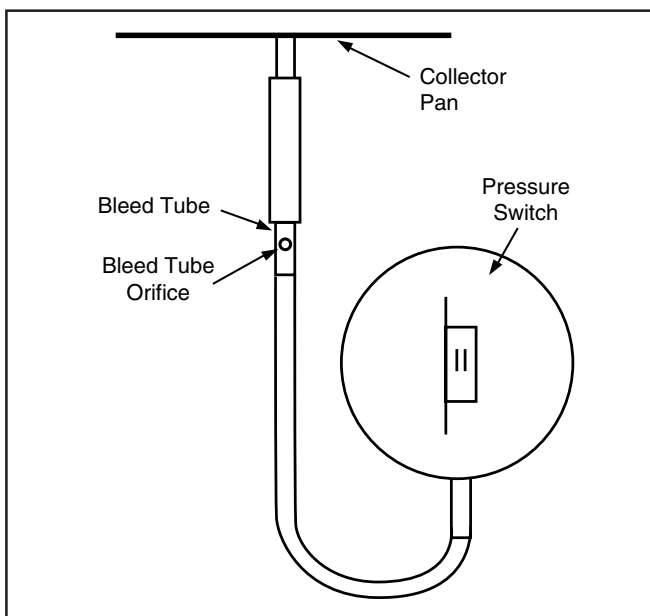 Collector
Pan
Pressure
Switch
Bleed Tube
Bleed Tube
Orifice